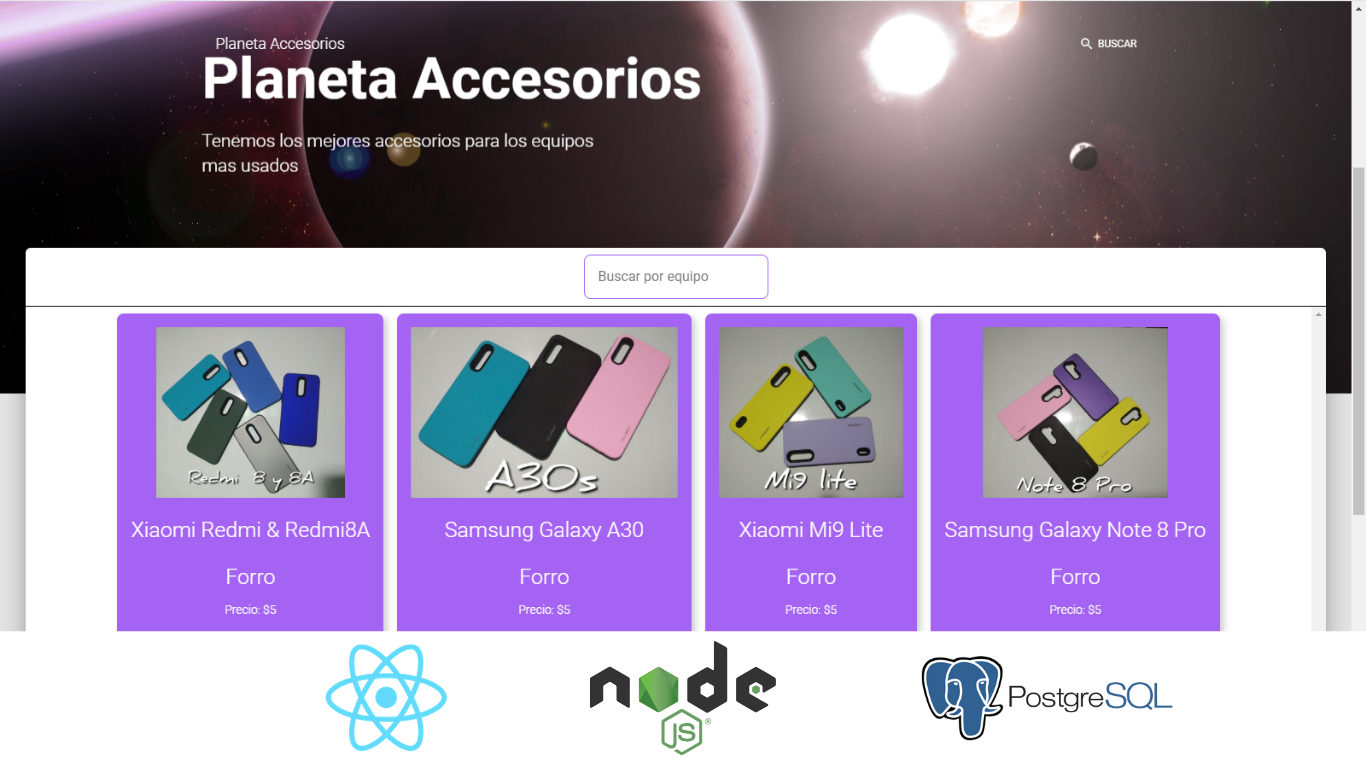 Planeta Accesorios
BUSCAR
Planeta Accesorios
Tenemos los mejores accesorios para los equipos
mas usados
Buscar por equipo
Redmi 8 y 8A
A30s
Mi9 lite
Note 8 Pro
Xiaomi Redmi & Redmi8A
Samsung Galaxy A30
Xiaomi Mi9 Lite
Samsung Galaxy Note 8 Pro
Forro
Forro
Forro
Forro
Precio: $5
Precio: $5
Precio: $5
Precio: $5
node
JS
PostgreSQL